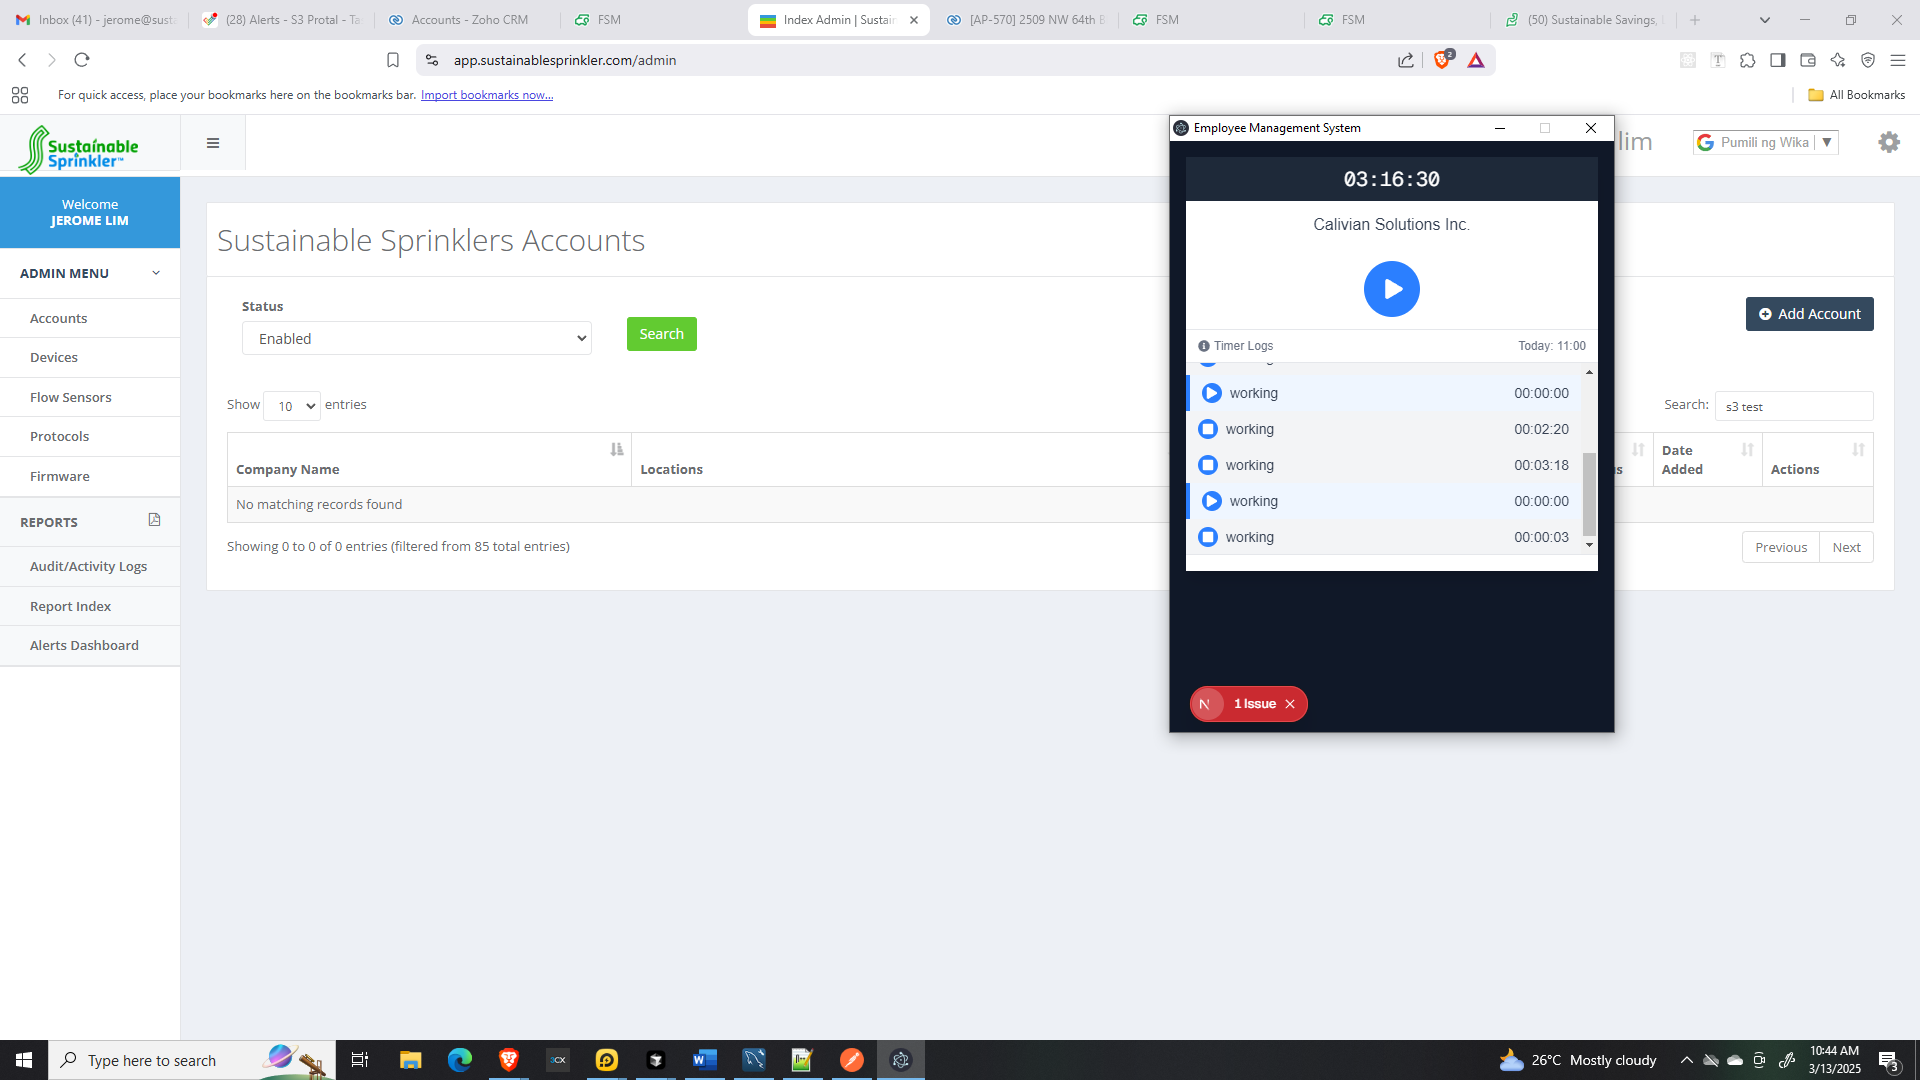 Inbox (41) - jerome@susta
(28) Alerts - S3 Protal - Ta
Accounts - Zoho CRM
FSM
Index Admin | Sustain
[AP-570] 2509 NW 64th B
FSM
FSM
(50) Sustainable Savings,
app.sustainablesprinkler.com/admin
2
For quick access, place your bookmarks here on the bookmarks bar. Import bookmarks now...
All Bookmarks
Sustainable
Sprinkler™
Employee Management System
lim
Pumili ng Wika
03:16:30
Welcome
JEROME LIM
Calivian Solutions Inc.
Sustainable Sprinklers Accounts
ADMIN MENU
Accounts
Devices
Flow Sensors
Protocols
Firmware
REPORTS
Audit/Activity Logs
Report Index
Alerts Dashboard
Status
Enabled
Search
Add Account
Timer Logs
Today: 11:00
working 00:00:00
working 00:02:20
working 00:03:18
working 00:00:00
working 00:00:03
1 Issue
Show 10 entries
Search: s3 test
Company Name
Locations
Date Added
Actions
No matching records found
Showing 0 to 0 of 0 entries (filtered from 85 total entries)
Previous
Next
Type here to search
3CX
26°C Mostly cloudy
10:44 AM
3/13/2025
3